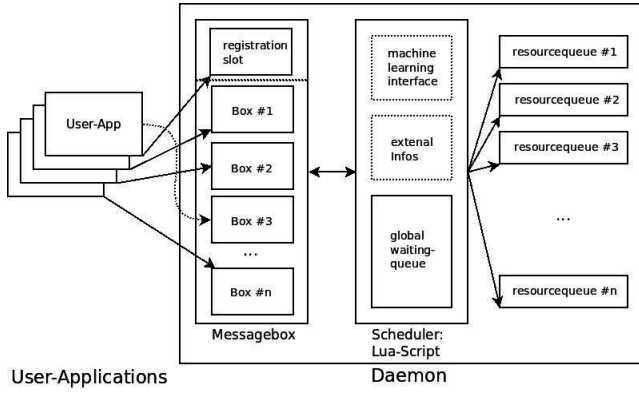 User-App
registration
slot
Box #1
Box #2
Box #3
...
Box #n
Messagebox
machine
learning
interface
extenal
Infos
global
waiting-
queue
Scheduler:
Lua-Script
resourcequeue #1
resourcequeue #2
resourcequeue #3
...
resourcequeue #n
User-Applications
Daemon